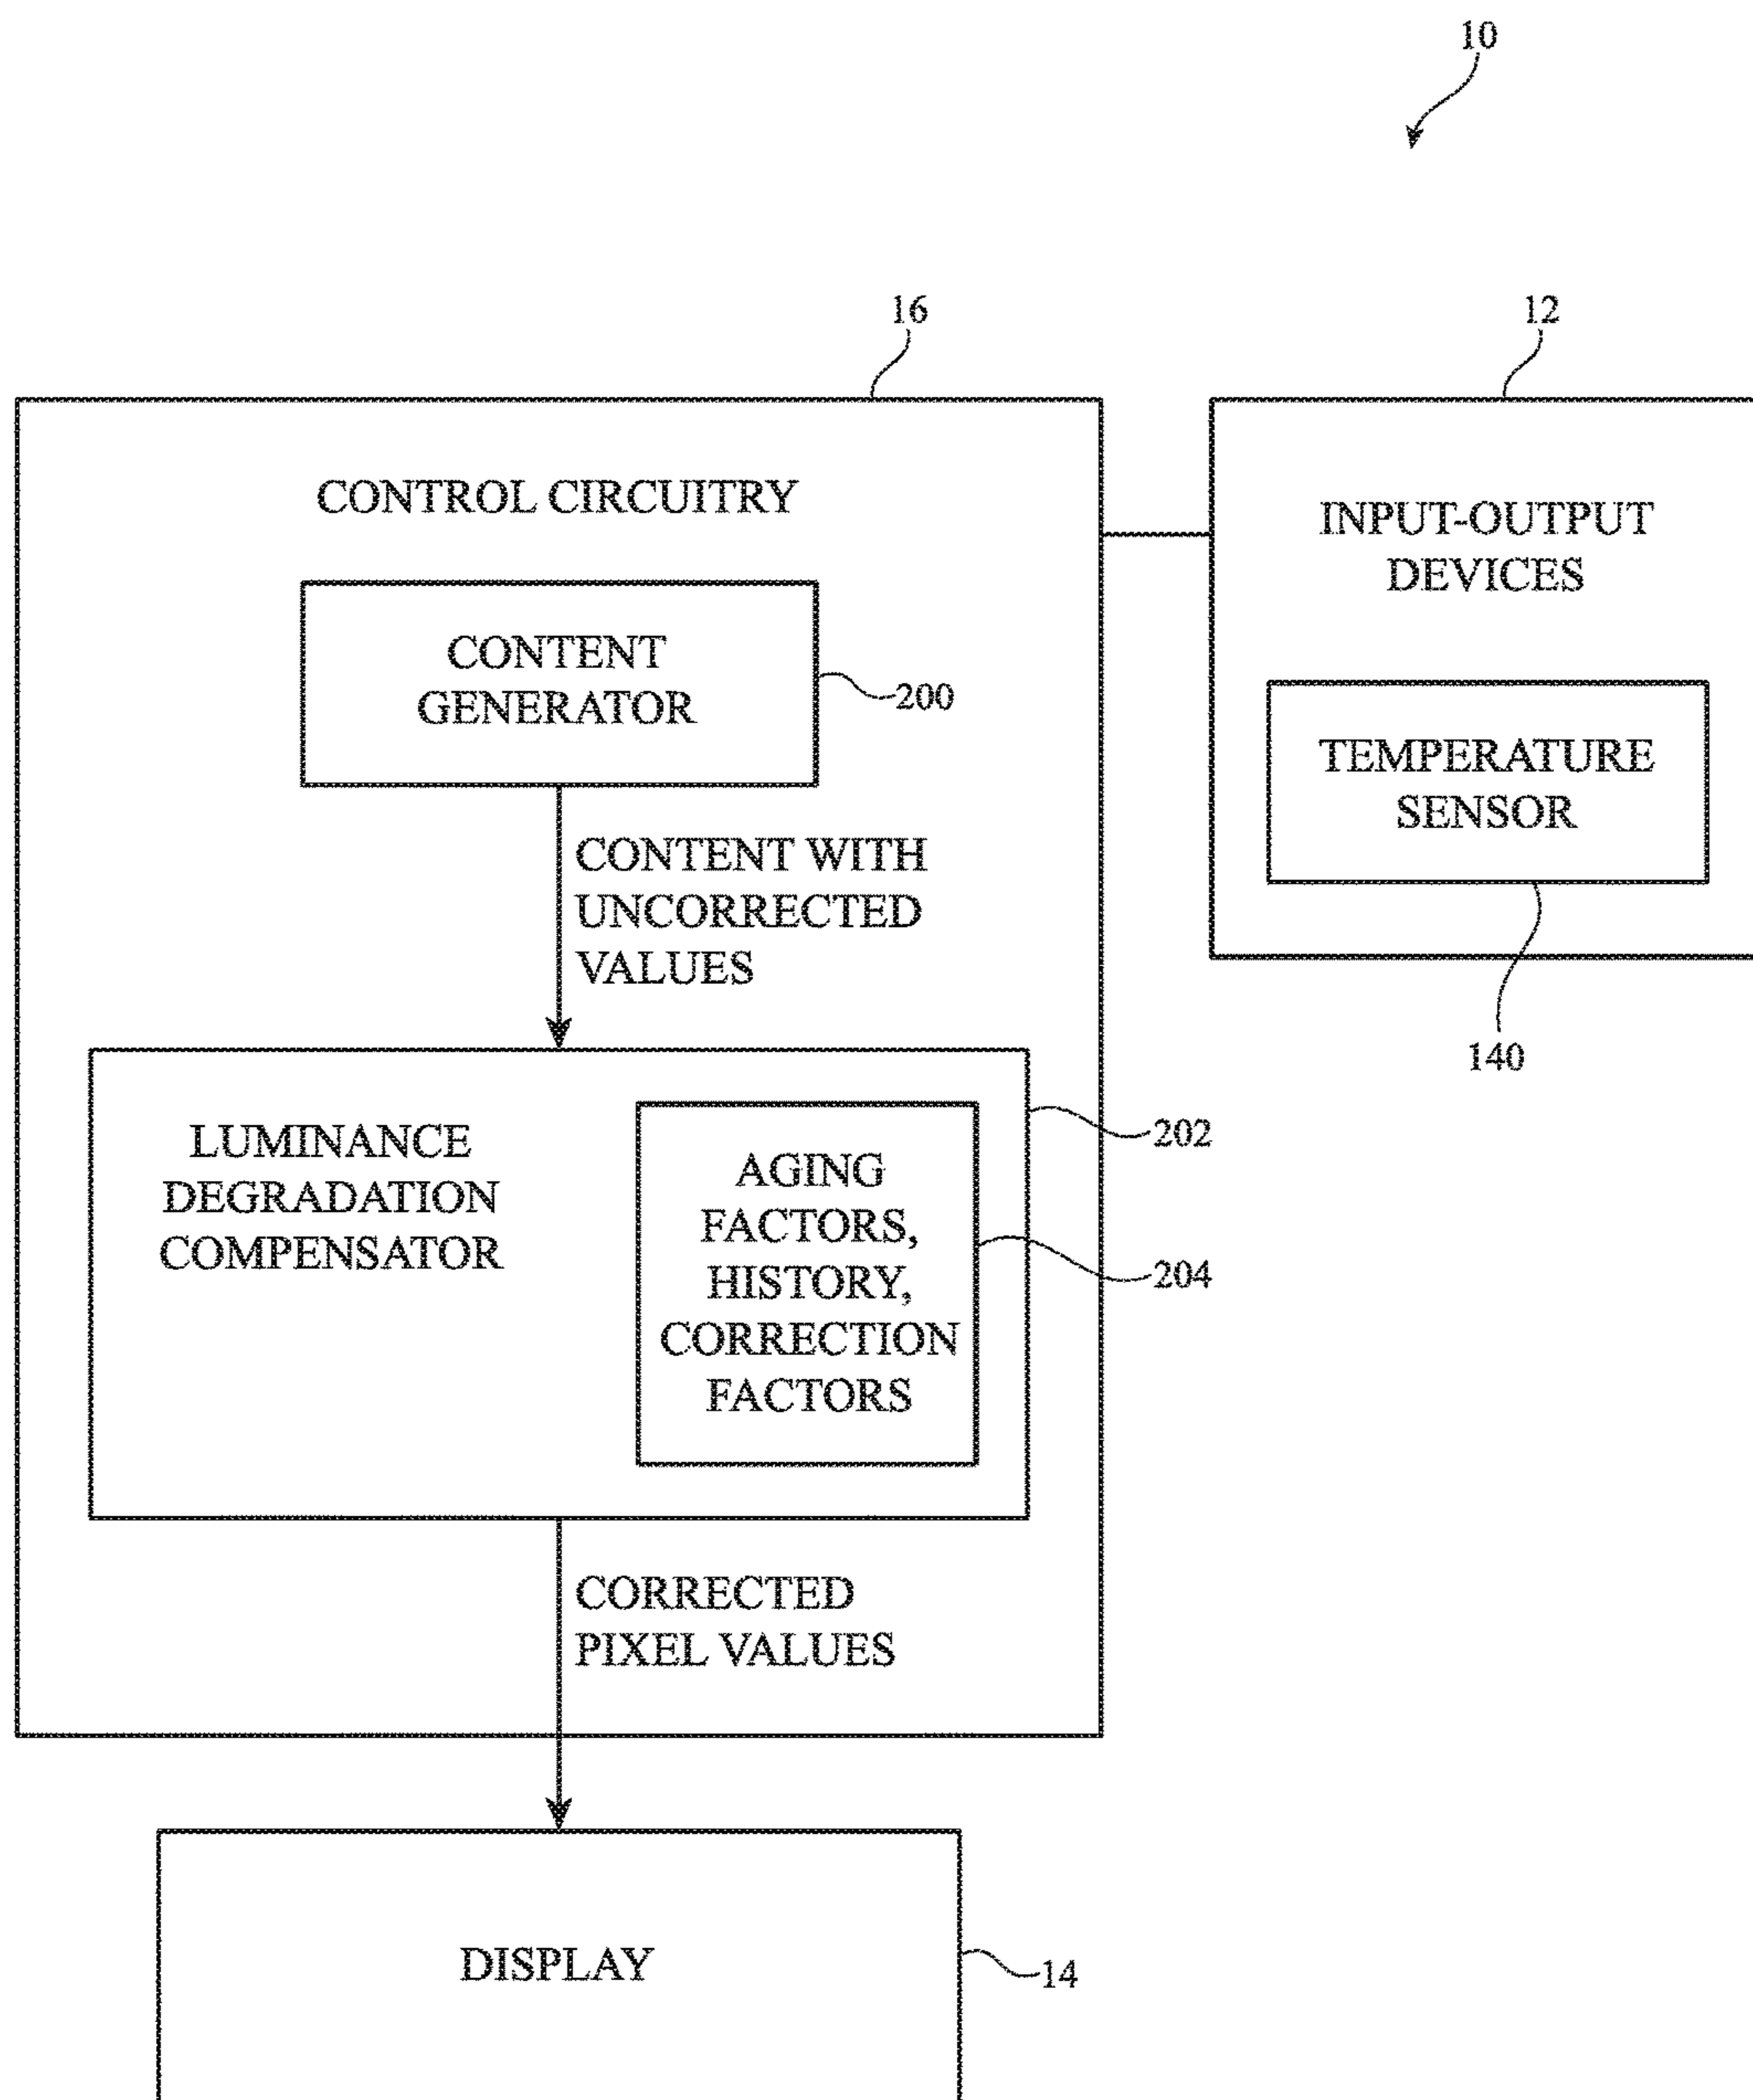 10
16
12
CONTROL CIRCUITRY
INPUT-OUTPUT
DEVICES
CONTENT
GENERATOR
200
TEMPERATURE
SENSOR
CONTENT WITH
UNCORRECTED
VALUES
140
LUMINANCE
DEGRADATION
COMPENSATOR
202
AGING
FACTORS,
HISTORY,
CORRECTION
FACTORS
204
CORRECTED
PIXEL VALUES
DISPLAY
14